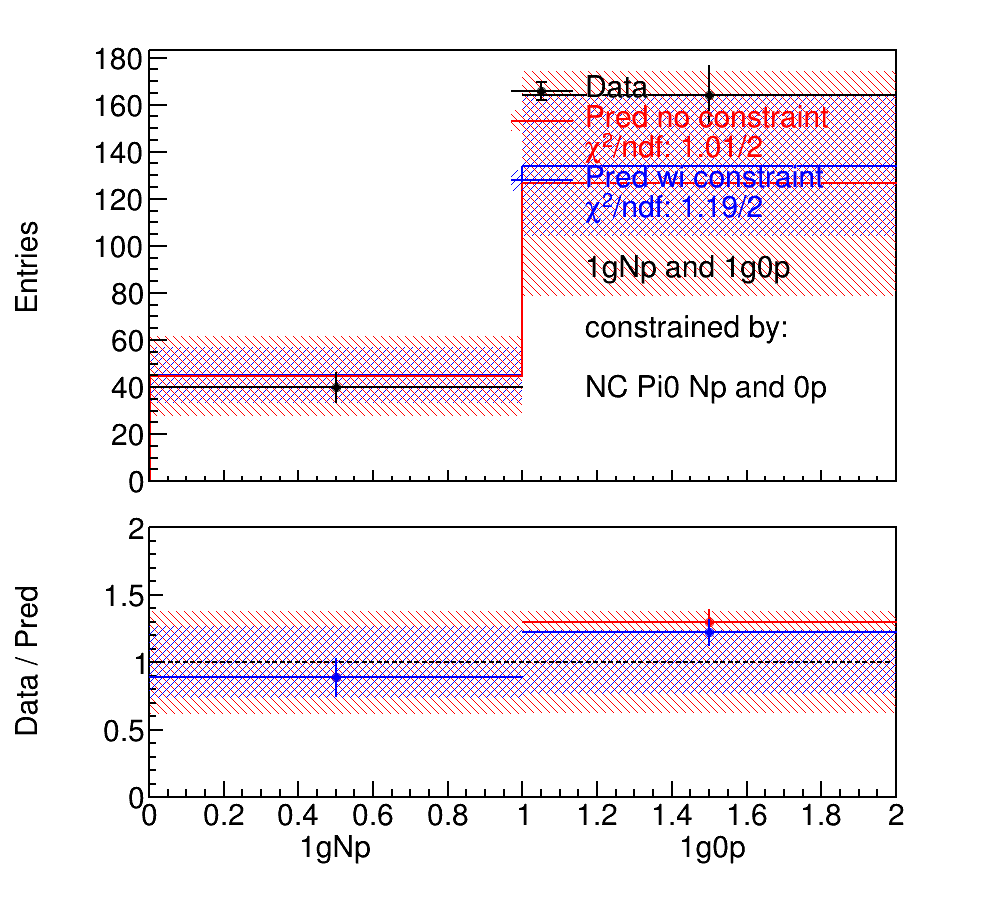 180
160
140
120
100
80
60
40
20
0
Entries
Data
Pred no constraint
χ²/ndf: 1.01/2
Pred wi constraint
χ²/ndf: 1.19/2
1gNp and 1g0p
constrained by:
NC Pi0 Np and 0p
2
1.5
1
0.5
0
Data / Pred
0 0.2 0.4 0.6 0.8 1 1.2 1.4 1.6 1.8 2
1gNp 1g0p